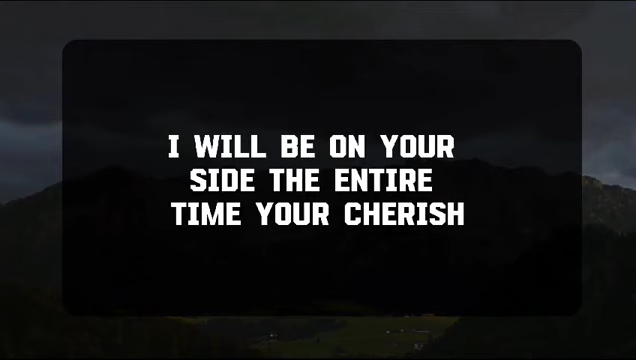 I WILL BE ON YOUR
SIDE THE ENTIRE
TIME YOUR CHERISH